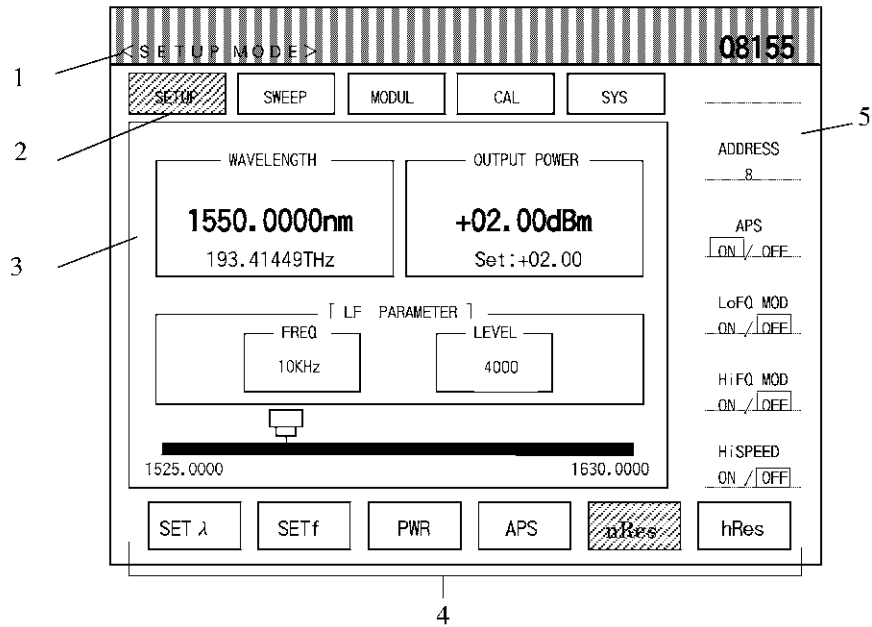 <SETUP MODE>
Q8155
1
SETUP
SWEEP
MODUL
CAL
SYS
5
2
ADDRESS
8
WAVELENGTH
1550.0000nm
193.41449THz
OUTPUT POWER
+02.00dBm
Set:+02.00
APS
ON / OFF
3
[ LF PARAMETER ]
FREQ
10KHz
LEVEL
4000
LoFQ MOD
ON / OFF
HiFQ MOD
ON / OFF
1525.0000
1630.0000
HiSPEED
ON / OFF
SET λ
SETf
PWR
APS
nRes
hRes
4